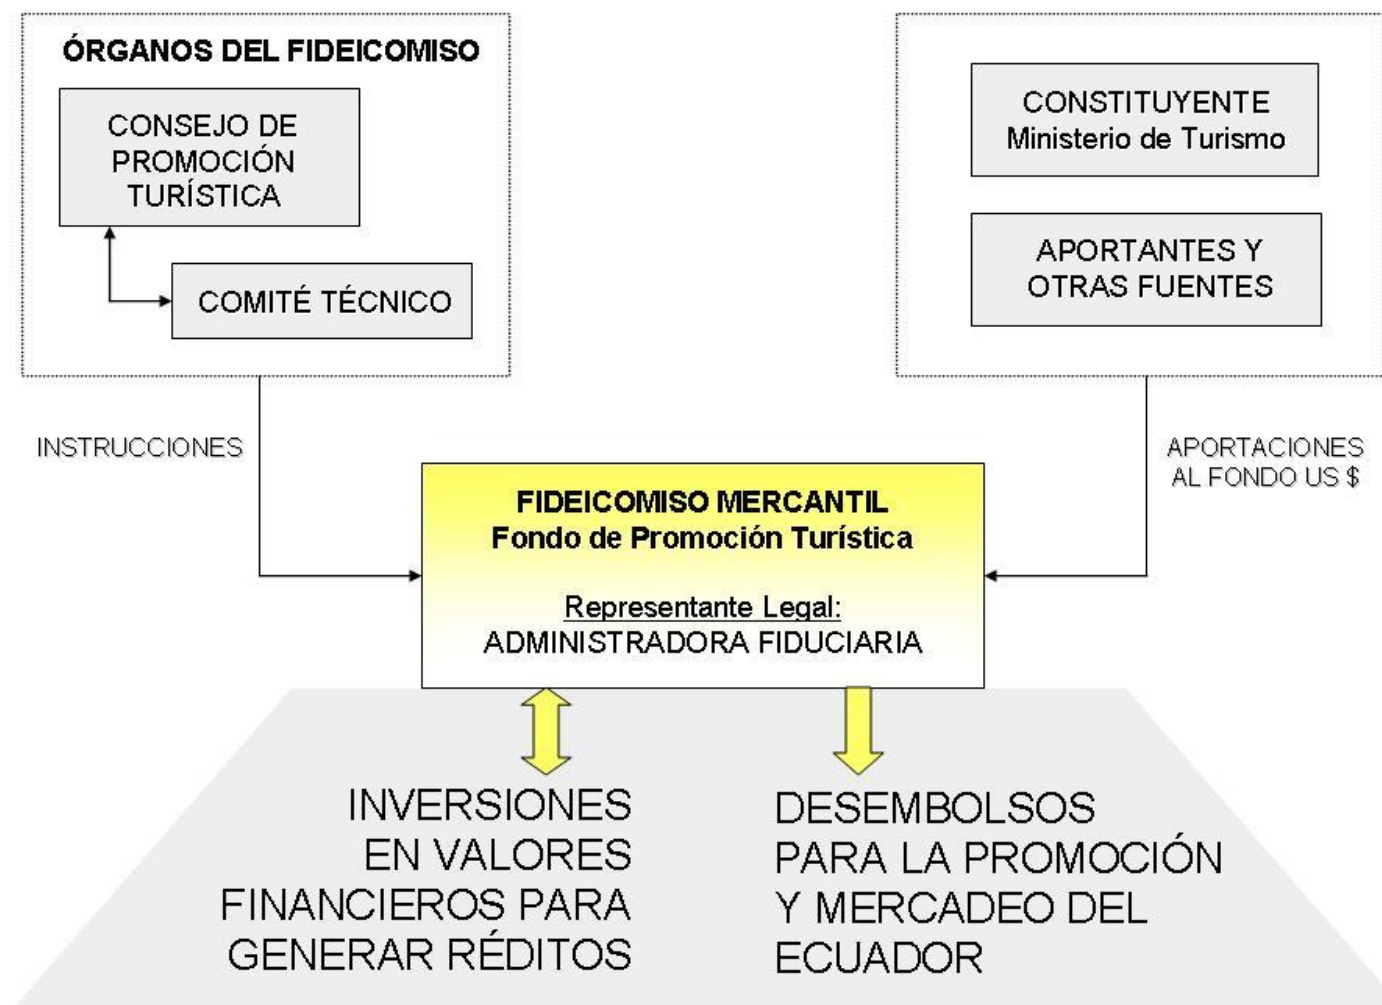 ÓRGANOS DEL FIDEICOMISO
CONSEJO DE
PROMOCIÓN
TURÍSTICA
COMITÉ TÉCNICO
CONSTITUYENTE
Ministerio de Turismo
APORTANTES Y
OTRAS FUENTES
INSTRUCCIONES
APORTACIONES
AL FONDO US $
FIDEICOMISO MERCANTIL
Fondo de Promoción Turística
Representante Legal:
ADMINISTRADORA FIDUCIARIA
INVERSIONES
EN VALORES
FINANCIEROS PARA
GENERAR RÉDITOS
DESEMBOLSOS
PARA LA PROMOCIÓN
Y MERCADEO DEL
ECUADOR